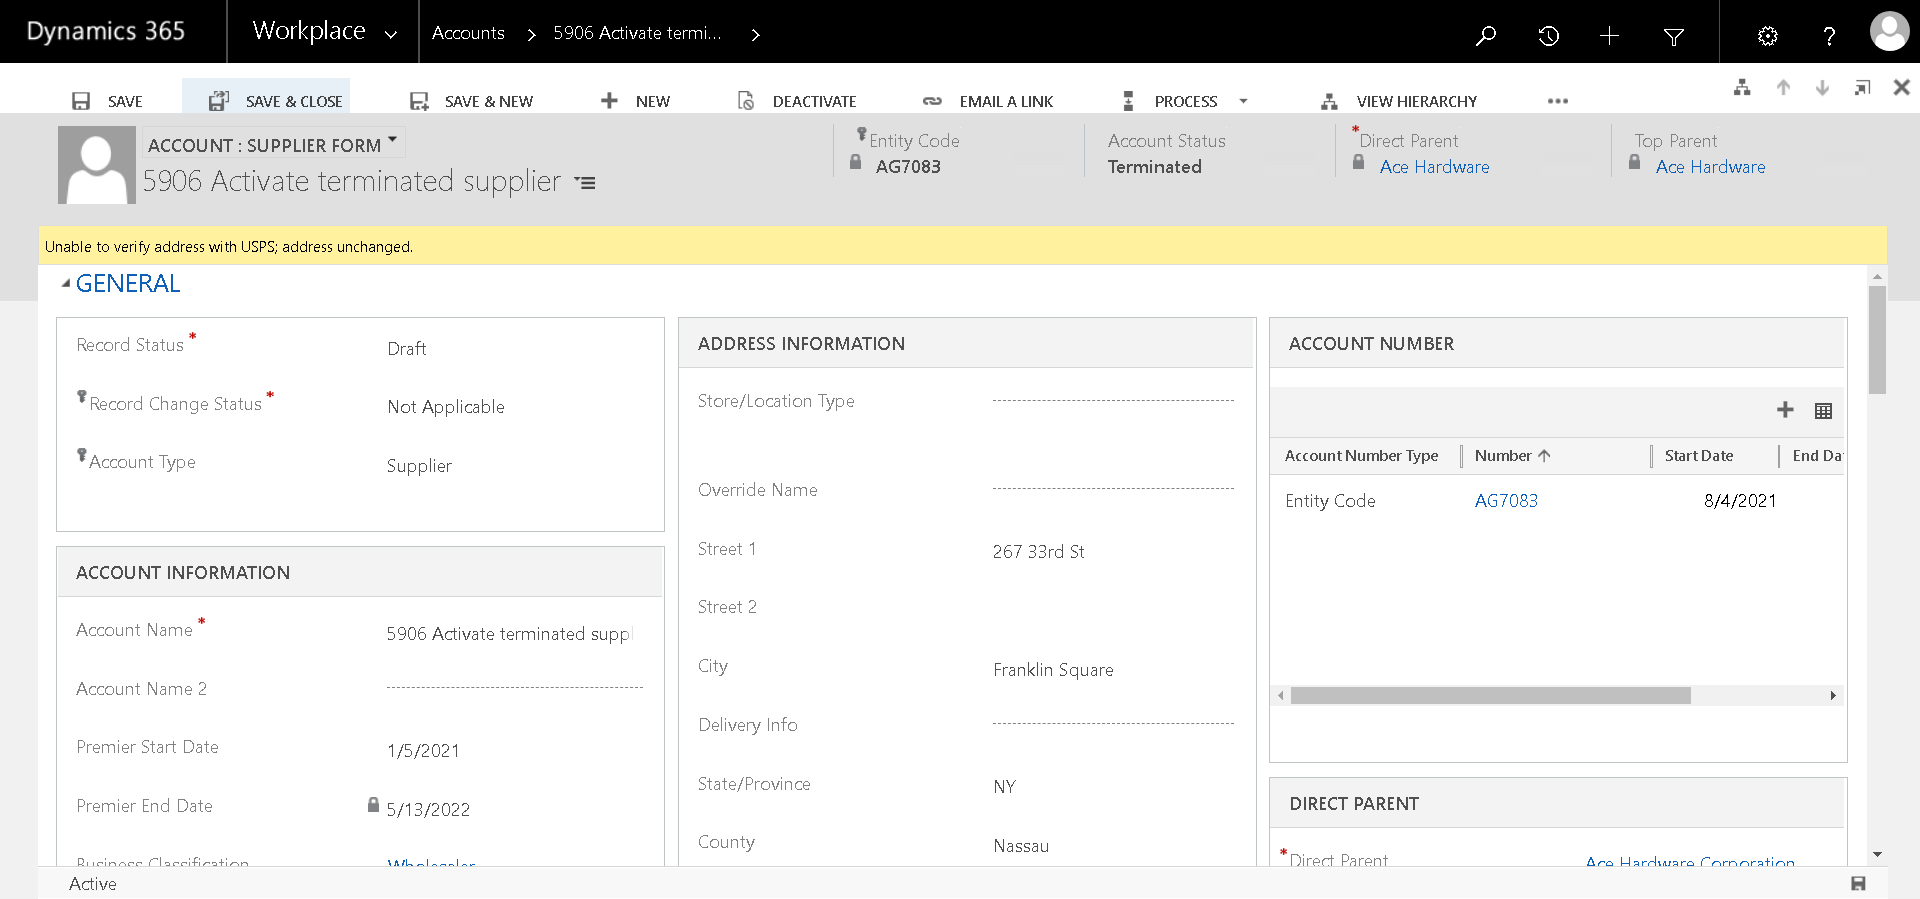 Dynamics 365
Workplace
Accounts
5906 Activate termi...
SAVE
SAVE & CLOSE
SAVE & NEW
NEW
DEACTIVATE
EMAIL A LINK
PROCESS
VIEW HIERARCHY
ACCOUNT : SUPPLIER FORM
5906 Activate terminated supplier
Entity Code
AG7083
Account Status
Terminated
*Direct Parent
Ace Hardware
Top Parent
Ace Hardware
Unable to verify address with USPS; address unchanged.
GENERAL
Record Status *
Draft
Record Change Status *
Not Applicable
Account Type
Supplier
ACCOUNT INFORMATION
Account Name *
5906 Activate terminated suppl
Account Name 2
Premier Start Date
1/5/2021
Premier End Date
5/13/2022
Business Classification
Wholesaler
ADDRESS INFORMATION
Store/Location Type
Override Name
Street 1
267 33rd St
Street 2
City
Franklin Square
Delivery Info
State/Province
NY
County
Nassau
ACCOUNT NUMBER
Account Number Type
Number
Start Date
End Da
Entity Code
AG7083
8/4/2021
DIRECT PARENT
*Direct Parent
Ace Hardware Corporation
Active